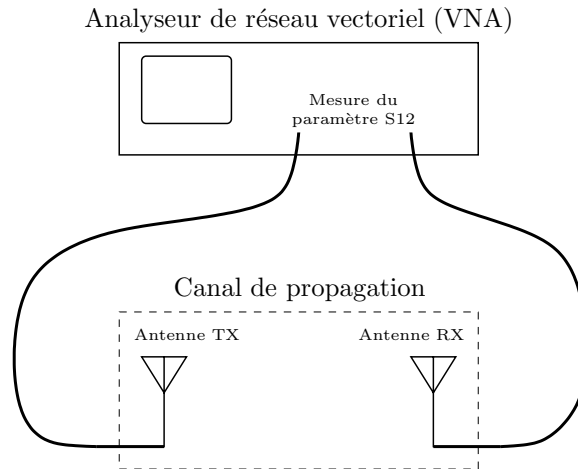 Analyseur de réseau vectoriel (VNA)
Mesure du
paramètre S12
Canal de propagation
Antenne TX
Antenne RX